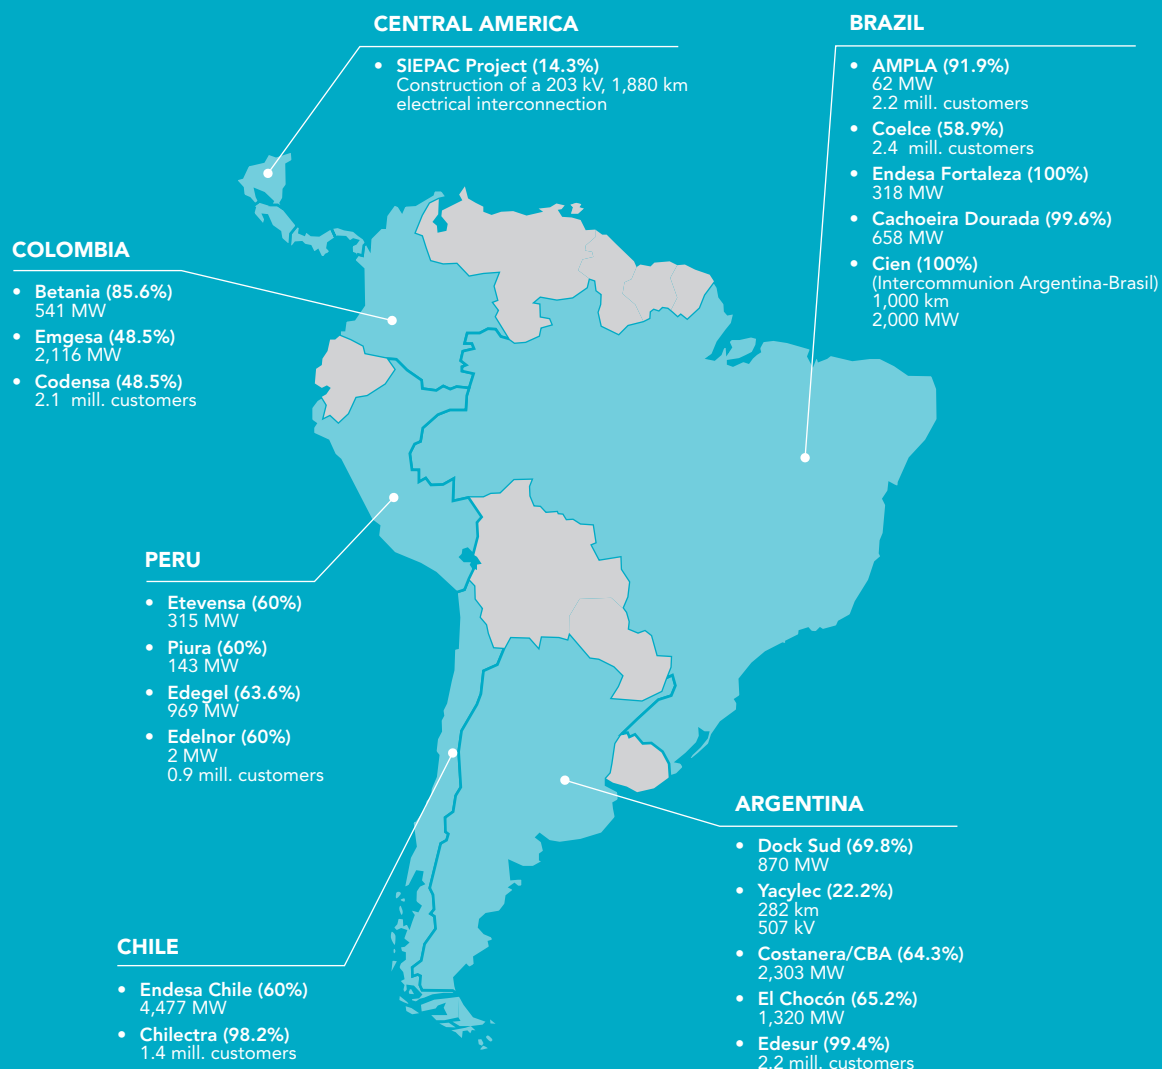 CENTRAL AMERICA
• SIEPAC Project (14.3%)
Construction of a 203 kV, 1,880 km
electrical interconnection
BRAZIL
• AMPLA (91.9%)
62 MW
2.2 mill. customers
• Coelce (58.9%)
2.4 mill. customers
• Endesa Fortaleza (100%)
318 MW
• Cachoeira Dourada (99.6%)
658 MW
• Cien (100%)
(Intercommunion Argentina-Brasil)
1,000 km
2,000 MW
COLOMBIA
• Betania (85.6%)
541 MW
• Emgesa (48.5%)
2,116 MW
• Codensa (48.5%)
2.1 mill. customers
PERU
• Etevensa (60%)
315 MW
• Piura (60%)
143 MW
• Edegel (63.6%)
969 MW
• Edelnor (60%)
2 MW
0.9 mill. customers
ARGENTINA
• Dock Sud (69.8%)
870 MW
• Yacylec (22.2%)
282 km
507 kV
• Costanera/CBA (64.3%)
2,303 MW
• El Chocón (65.2%)
1,320 MW
• Edesur (99.4%)
2.2 mill. customers
CHILE
• Endesa Chile (60%)
4,477 MW
• Chilectra (98.2%)
1.4 mill. customers